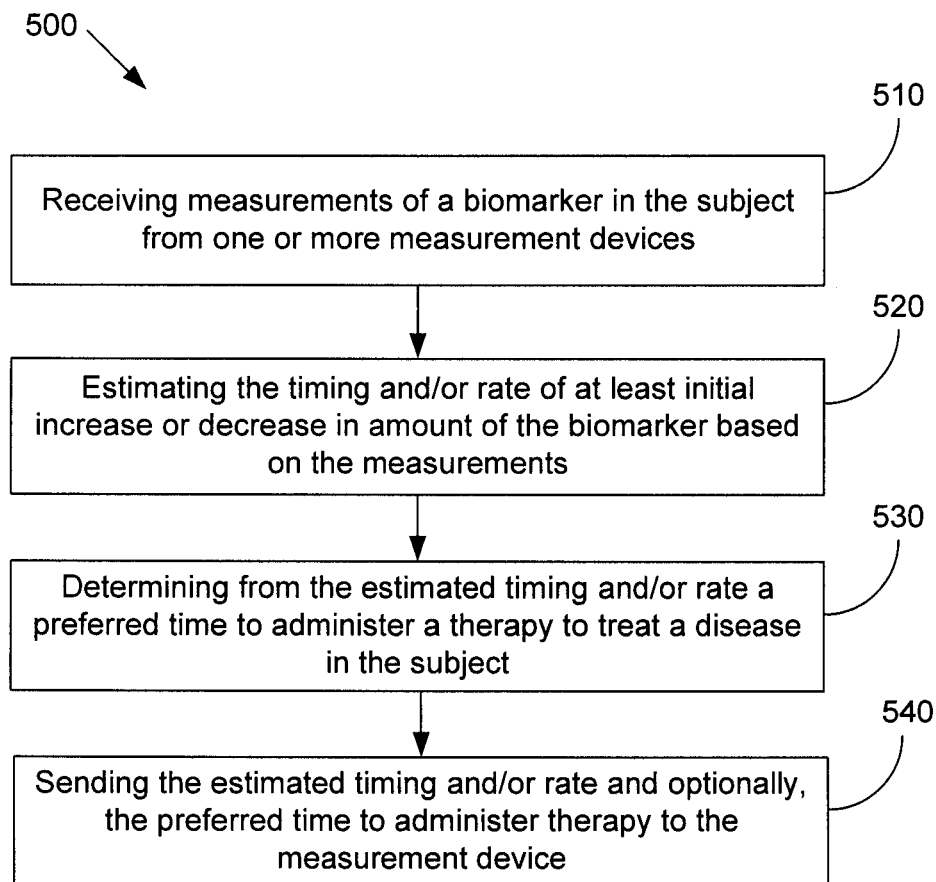 500
510
Receiving measurements of a biomarker in the subject
from one or more measurement devices
520
Estimating the timing and/or rate of at least initial
increase or decrease in amount of the biomarker based
on the measurements
530
Determining from the estimated timing and/or rate a
preferred time to administer a therapy to treat a disease
in the subject
540
Sending the estimated timing and/or rate and optionally,
the preferred time to administer therapy to the
measurement device